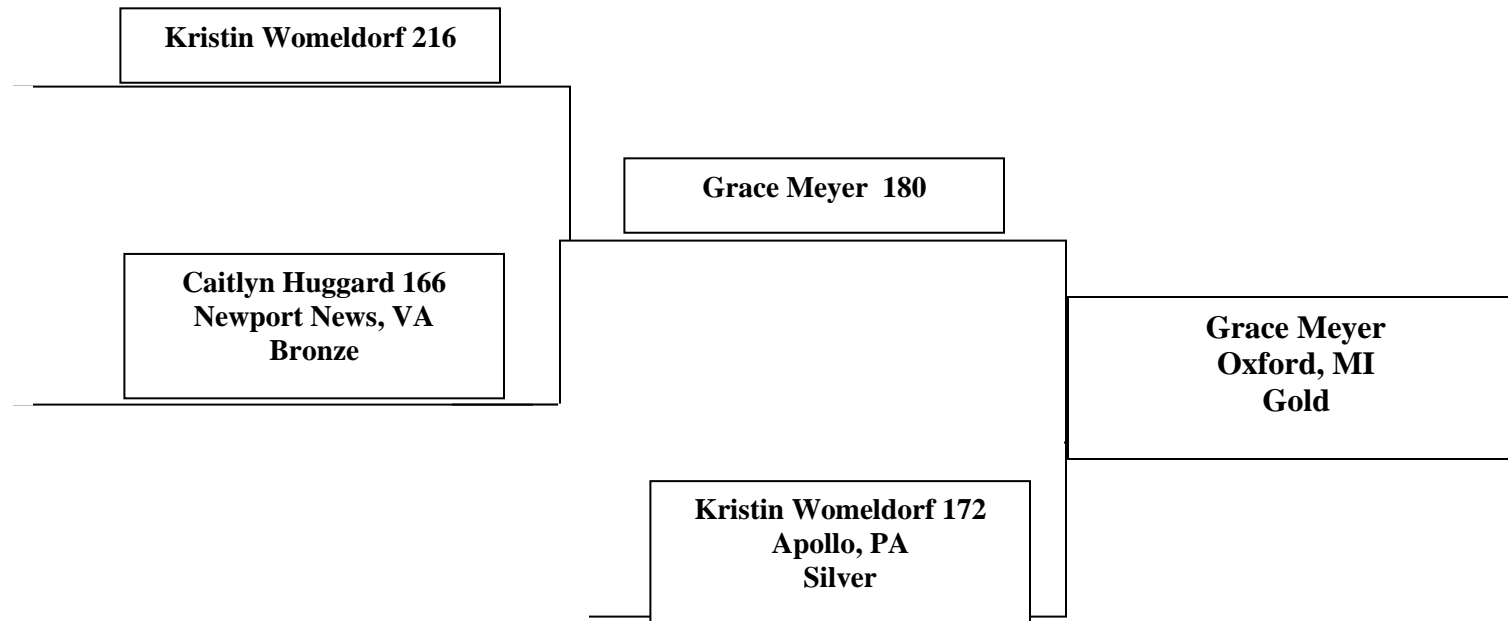 Kristin Womeldorf 216
Caitlyn Huggard 166
Newport News, VA
Bronze
Grace Meyer  180
Kristin Womeldorf 172
Apollo, PA
Silver
Grace Meyer
Oxford, MI
Gold